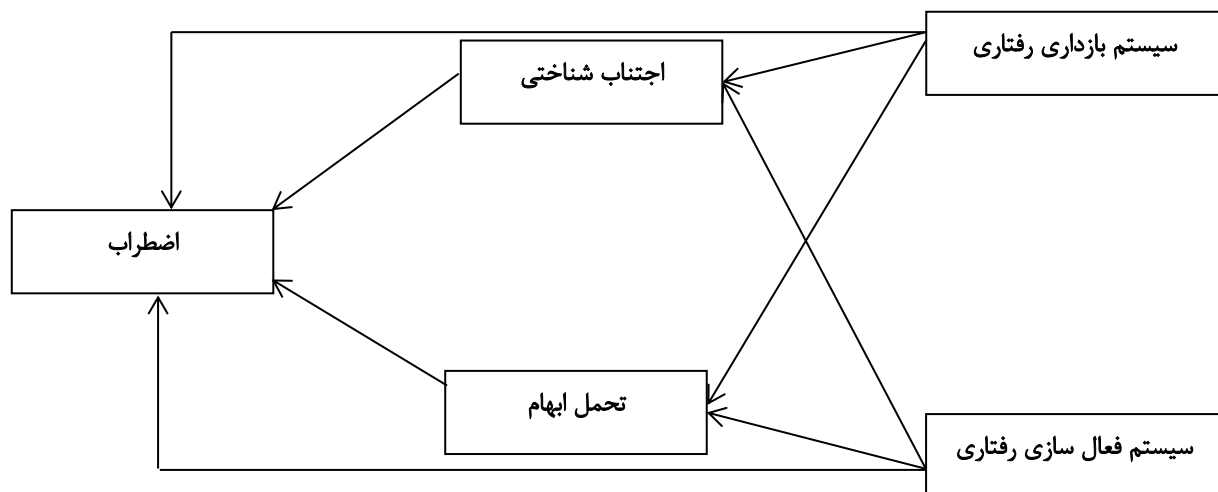 سیستم بازداری رفتاری
اجتناب شناختی
اضطراب
تحمل ابهام
سیستم فعال سازی رفتاری